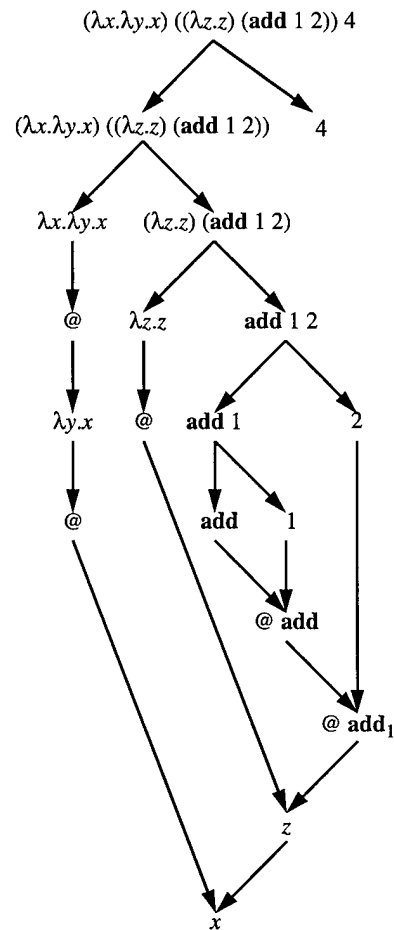 (λx.λy.x) ((λz.z) (add 1 2)) 4
(λx.λy.x) ((λz.z) (add 1 2)) 4
λx.λy.x (λz.z) (add 1 2)
@ λz.z add 1 2
λy.x @ add 1 2
@ add 1
@ add
@ add₁
z
x